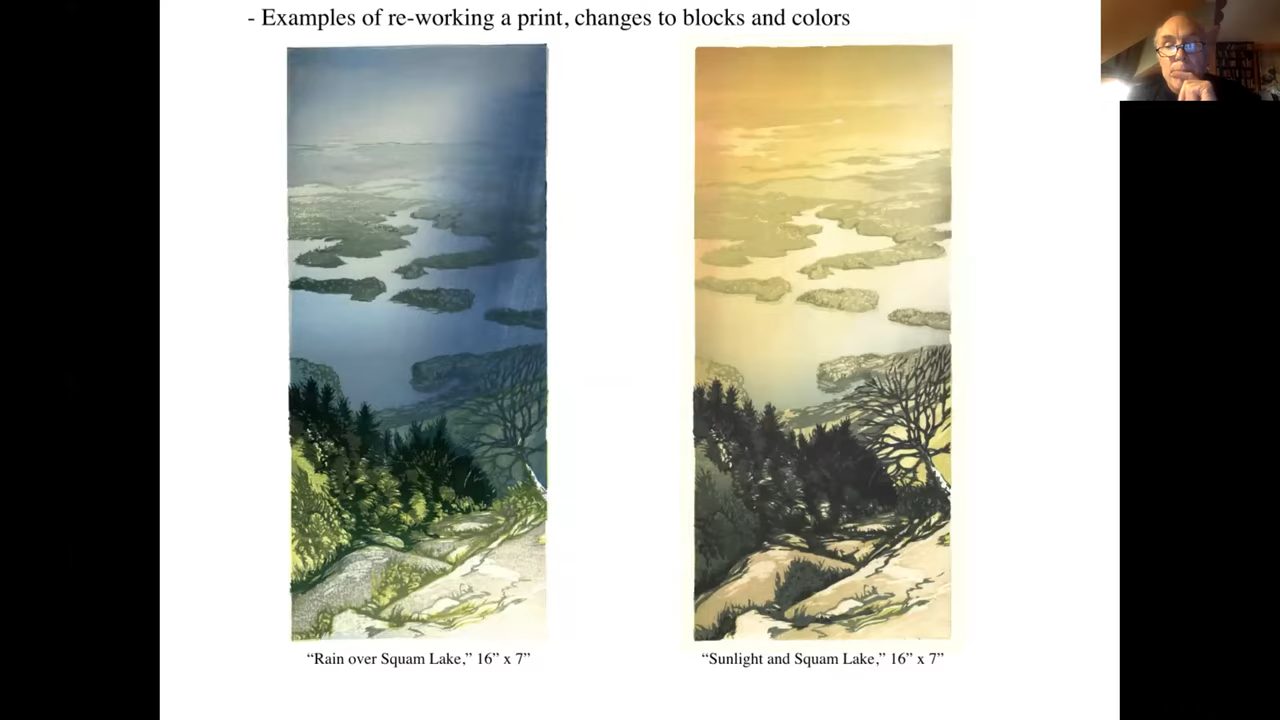 - Examples of re-working a print, changes to blocks and colors
“Rain over Squam Lake,” 16” x 7”
“Sunlight and Squam Lake,” 16” x 7”